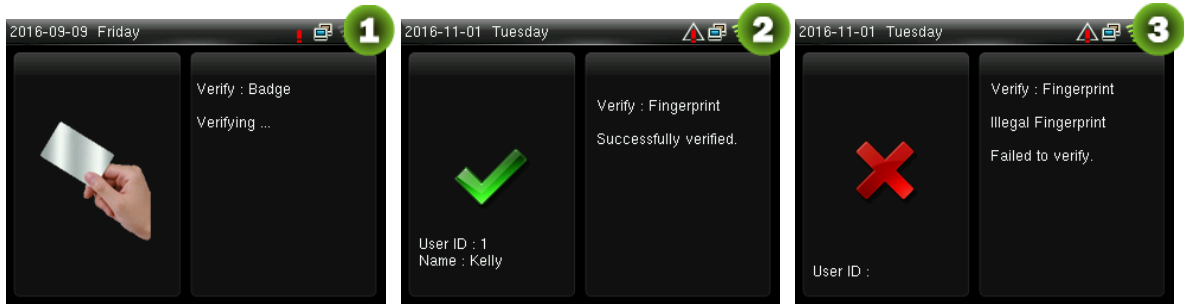 2016-09-09 Friday
1
Verify : Badge
Verifying ...
2016-11-01 Tuesday
2
Verify : Fingerprint
Successfully verified.
User ID : 1
Name : Kelly
2016-11-01 Tuesday
3
Verify : Fingerprint
Illegal Fingerprint
Failed to verify.
User ID :